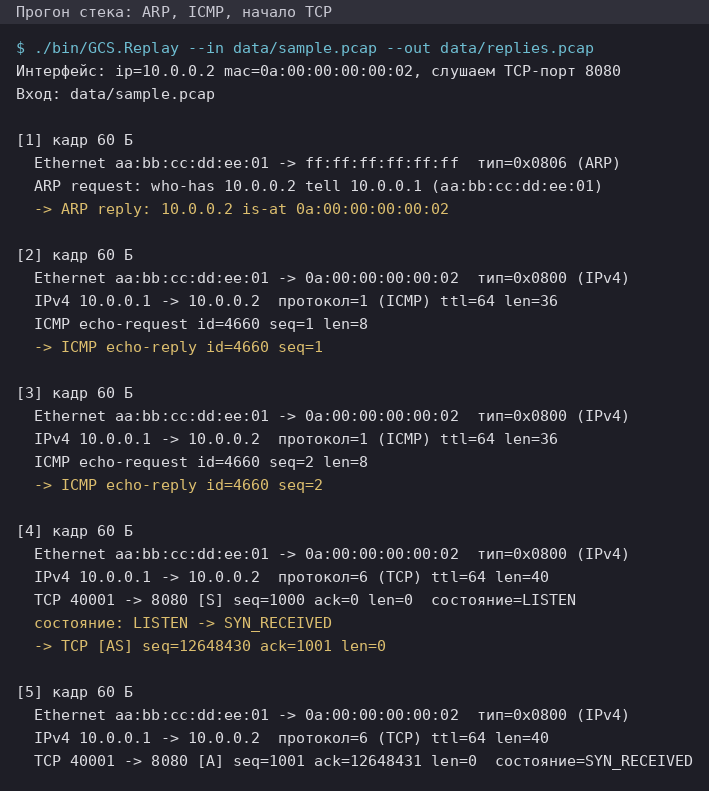 Прогон стека: ARP, ICMP, начало TCP
$ ./bin/GCS.Replay --in data/sample.pcap --out data/replies.pcap
Интерфейс: ip=10.0.0.2 mac=0a:00:00:00:00:02, слушаем TCP-порт 8080
Вход: data/sample.pcap
[1] кадр 60 Б
Ethernet aa:bb:cc:dd:ee:01 -> ff:ff:ff:ff:ff:ff  тип=0x0806 (ARP)
ARP request: who-has 10.0.0.2 tell 10.0.0.1 (aa:bb:cc:dd:ee:01)
-> ARP reply: 10.0.0.2 is-at 0a:00:00:00:00:02
[2] кадр 60 Б
Ethernet aa:bb:cc:dd:ee:01 -> 0a:00:00:00:00:02  тип=0x0800 (IPv4)
IPv4 10.0.0.1 -> 10.0.0.2  протокол=1 (ICMP) ttl=64 len=36
ICMP echo-request id=4660 seq=1 len=8
-> ICMP echo-reply id=4660 seq=1
[3] кадр 60 Б
Ethernet aa:bb:cc:dd:ee:01 -> 0a:00:00:00:00:02  тип=0x0800 (IPv4)
IPv4 10.0.0.1 -> 10.0.0.2  протокол=1 (ICMP) ttl=64 len=36
ICMP echo-request id=4660 seq=2 len=8
-> ICMP echo-reply id=4660 seq=2
[4] кадр 60 Б
Ethernet aa:bb:cc:dd:ee:01 -> 0a:00:00:00:00:02  тип=0x0800 (IPv4)
IPv4 10.0.0.1 -> 10.0.0.2  протокол=6 (TCP) ttl=64 len=40
TCP 40001 -> 8080 [S] seq=1000 ack=0 len=0  состояние=LISTEN
состояние: LISTEN -> SYN_RECEIVED
-> TCP [AS] seq=12648430 ack=1001 len=0
[5] кадр 60 Б
Ethernet aa:bb:cc:dd:ee:01 -> 0a:00:00:00:00:02  тип=0x0800 (IPv4)
IPv4 10.0.0.1 -> 10.0.0.2  протокол=6 (TCP) ttl=64 len=40
TCP 40001 -> 8080 [A] seq=1001 ack=12648431 len=0  состояние=SYN_RECEIVED